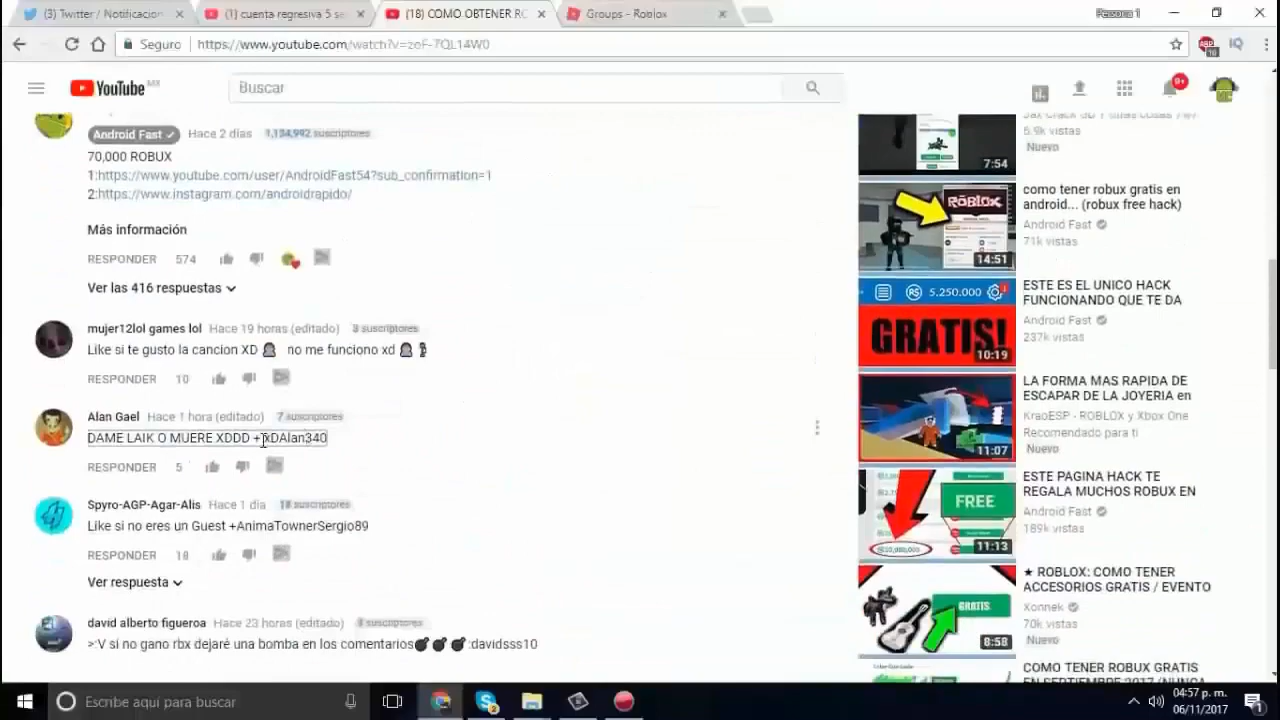 (3) Twitter / Notificacion
(1) cuenta regresiva 5 se
(18) COMO OBTENER RO
Groups - Roblox
Persona 1
Seguro
https://www.youtube.com/watch?v=zoF-7QL14W0
YouTube MX
Buscar
9+
Android Fast Hace 2 días 1,134,992 suscriptores
70,000 ROBUX
1:https://www.youtube.com/user/AndroidFast54?sub_confirmation=1
2:https://www.instagram.com/androidrapido/
Más información
RESPONDER 574
Ver las 416 respuestas
mujer12lol games lol Hace 19 horas (editado) 3 suscriptores
Like si te gusto la cancion XD no me funciono xd
RESPONDER 10
Alan Gael Hace 1 hora (editado) 7 suscriptores
DAME LAIK O MUERE XDDD +XDAlan340
RESPONDER 5
Spyro-AGP-Agar-Alis Hace 1 día 18 suscriptores
Like si no eres un Guest +AnimaTownerSergio89
RESPONDER 18
Ver respuesta
david alberto figueroa Hace 23 horas (editado) 8 suscriptores
>:V si no gano rbx dejaré una bomba en los comentarios💣💣💣:davidsss10
7:54
6.9k vistas
Nuevo
ROBLOX
14:51
como tener robux gratis en
android... (robux free hack)
Android Fast
71k vistas
R$ 5.250.000
GRATIS!
10:19
ESTE ES EL UNICO HACK
FUNCIONANDO QUE TE DA
Android Fast
237k vistas
11:07
LA FORMA MAS RAPIDA DE
ESCAPAR DE LA JOYERIA en
KraoESP - ROBLOX y Xbox One
Recomendado para ti
Nuevo
FREE
11:13
ESTE PAGINA HACK TE
REGALA MUCHOS ROBUX EN
Android Fast
189k vistas
GRATIS
8:58
★ ROBLOX: COMO TENER
ACCESORIOS GRATIS / EVENTO
Xonnek
70k vistas
Nuevo
COMO TENER ROBUX GRATIS
EN SEPTIEMBRE 2017 (NUNCA
Escribe aquí para buscar
04:57 p. m.
06/11/2017